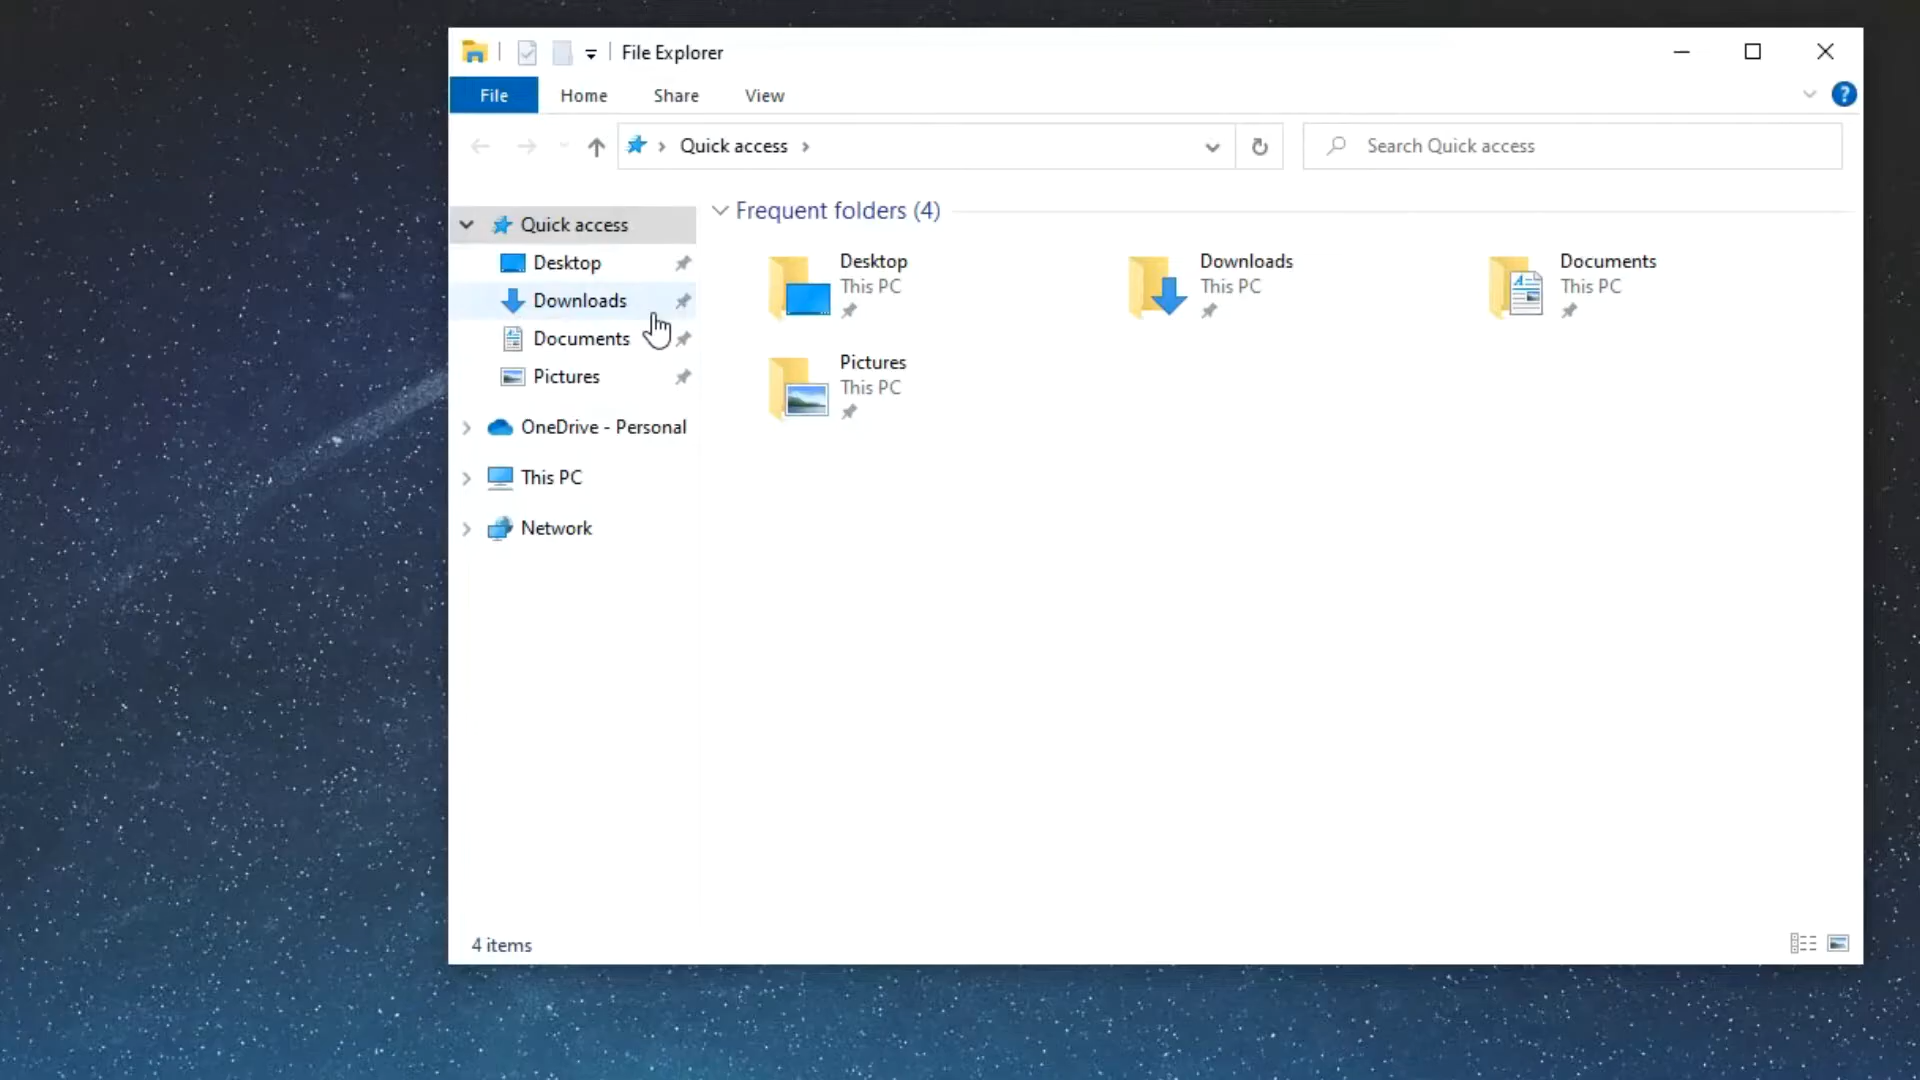 File Explorer
File Home Share View
Quick access
Search Quick access
Quick access
Desktop
Downloads
Documents
Pictures
OneDrive - Personal
This PC
Network
Frequent folders (4)
Desktop
This PC
Downloads
This PC
Documents
This PC
Pictures
This PC
4 items